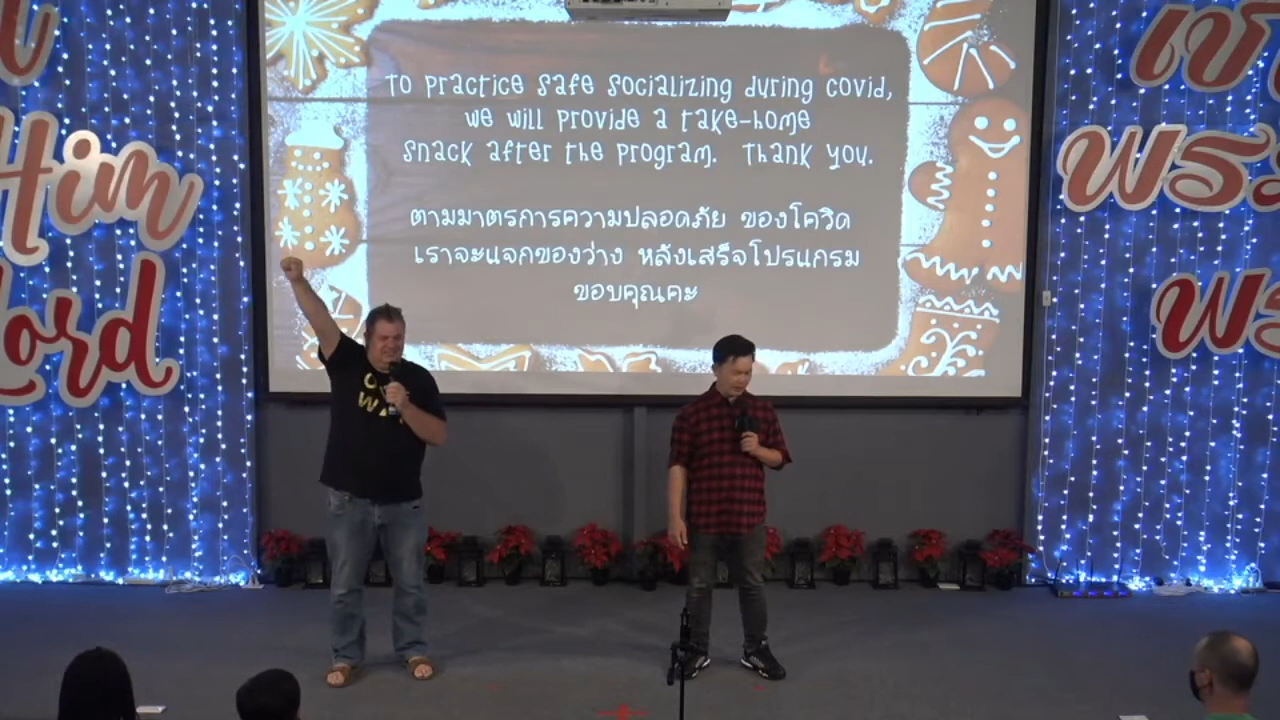 To Practice Safe Socializing during covid,
we will provide a take-home
Snack after the program. Thank you.
ตามมาตรการความปลอดภัย ของโควิด
เราจะแจกของว่าง หลังเสร็จโปรแกรม
ขอบคุณคะ
Him
Lord